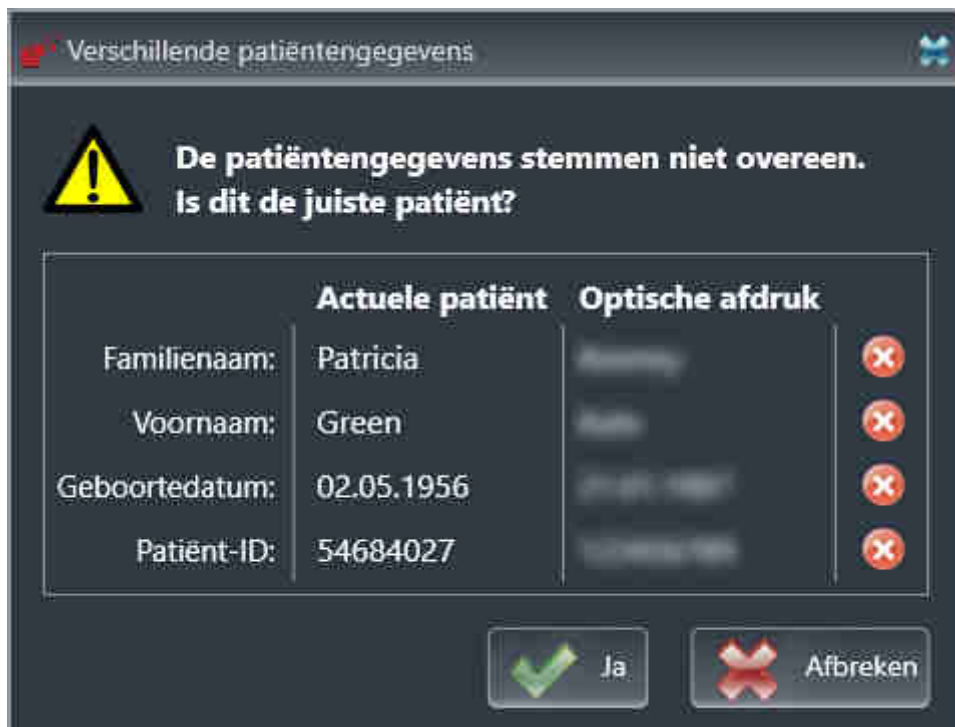 Verschillende patiëntengegevens
De patiëntengegevens stemmen niet overeen.
Is dit de juiste patiënt?
Actuele patiënt Optische afdruk
Familienaam: Patricia
Voornaam: Green
Geboortedatum: 02.05.1956
Patiënt-ID: 54684027
Ja Afbreken